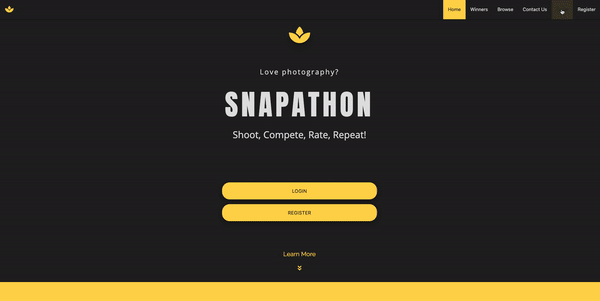 Home Winners Browse Contact Us Register
Love photography?
SNAPATHON
Shoot, Compete, Rate, Repeat!
LOGIN
REGISTER
Learn More